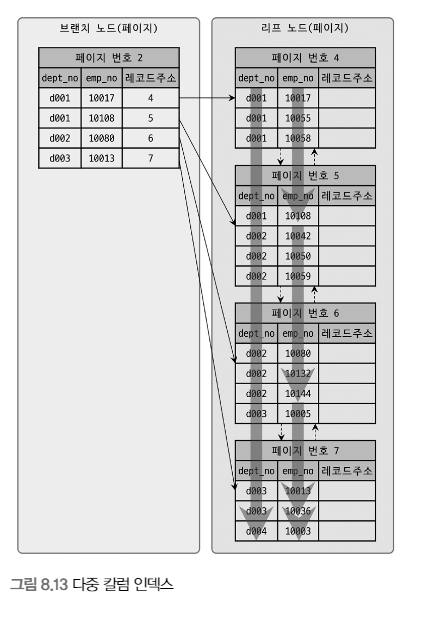 브랜치 노드(페이지)
페이지 번호 2
dept_no emp_no 레코드주소
d001 10017 4
d001 10108 5
d002 10080 6
d003 10013 7
리프 노드(페이지)
페이지 번호 4
dept_no emp_no 레코드주소
d001 10017
d001 10055
d001 10058
페이지 번호 5
dept_no emp_no 레코드주소
d001 10108
d002 10042
d002 10050
d002 10059
페이지 번호 6
dept_no emp_no 레코드주소
d002 10080
d002 10132
d002 10144
d003 10005
페이지 번호 7
dept_no emp_no 레코드주소
d003 10013
d003 10036
d004 10003
그림 8.13 다중 칼럼 인덱스